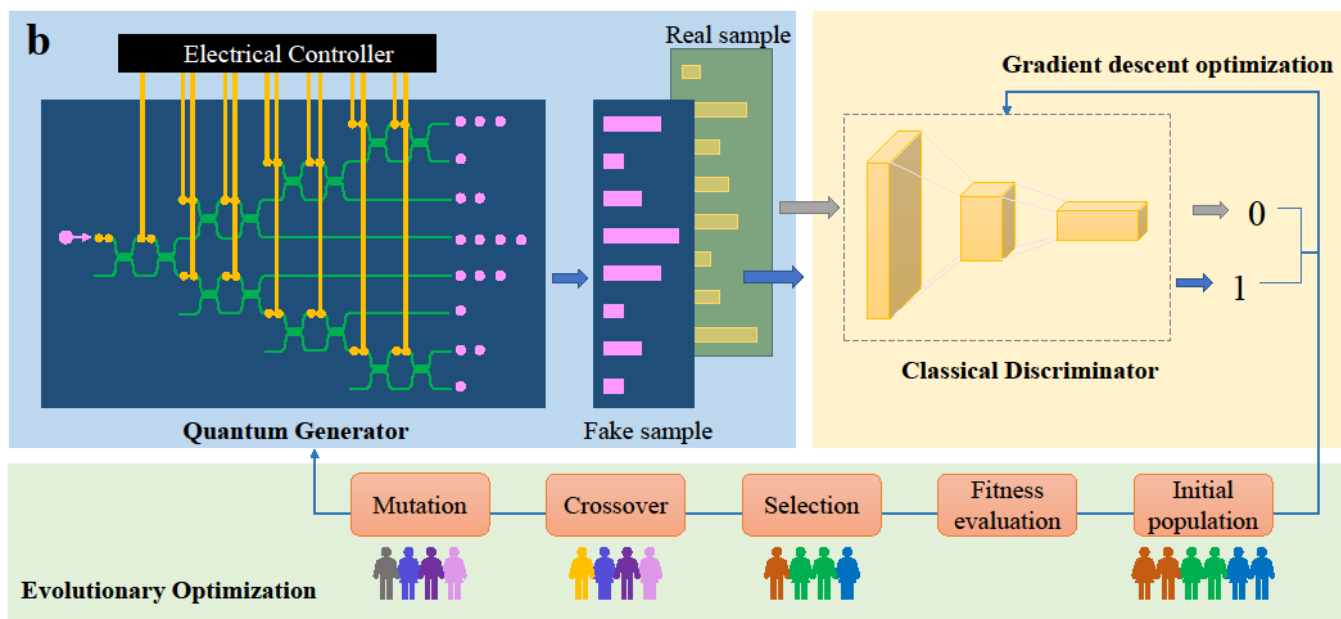 b
Electrical Controller
Real sample
Gradient descent optimization
0
1
Classical Discriminator
Quantum Generator
Fake sample
Mutation
Crossover
Selection
Fitness
evaluation
Initial
population
Evolutionary Optimization